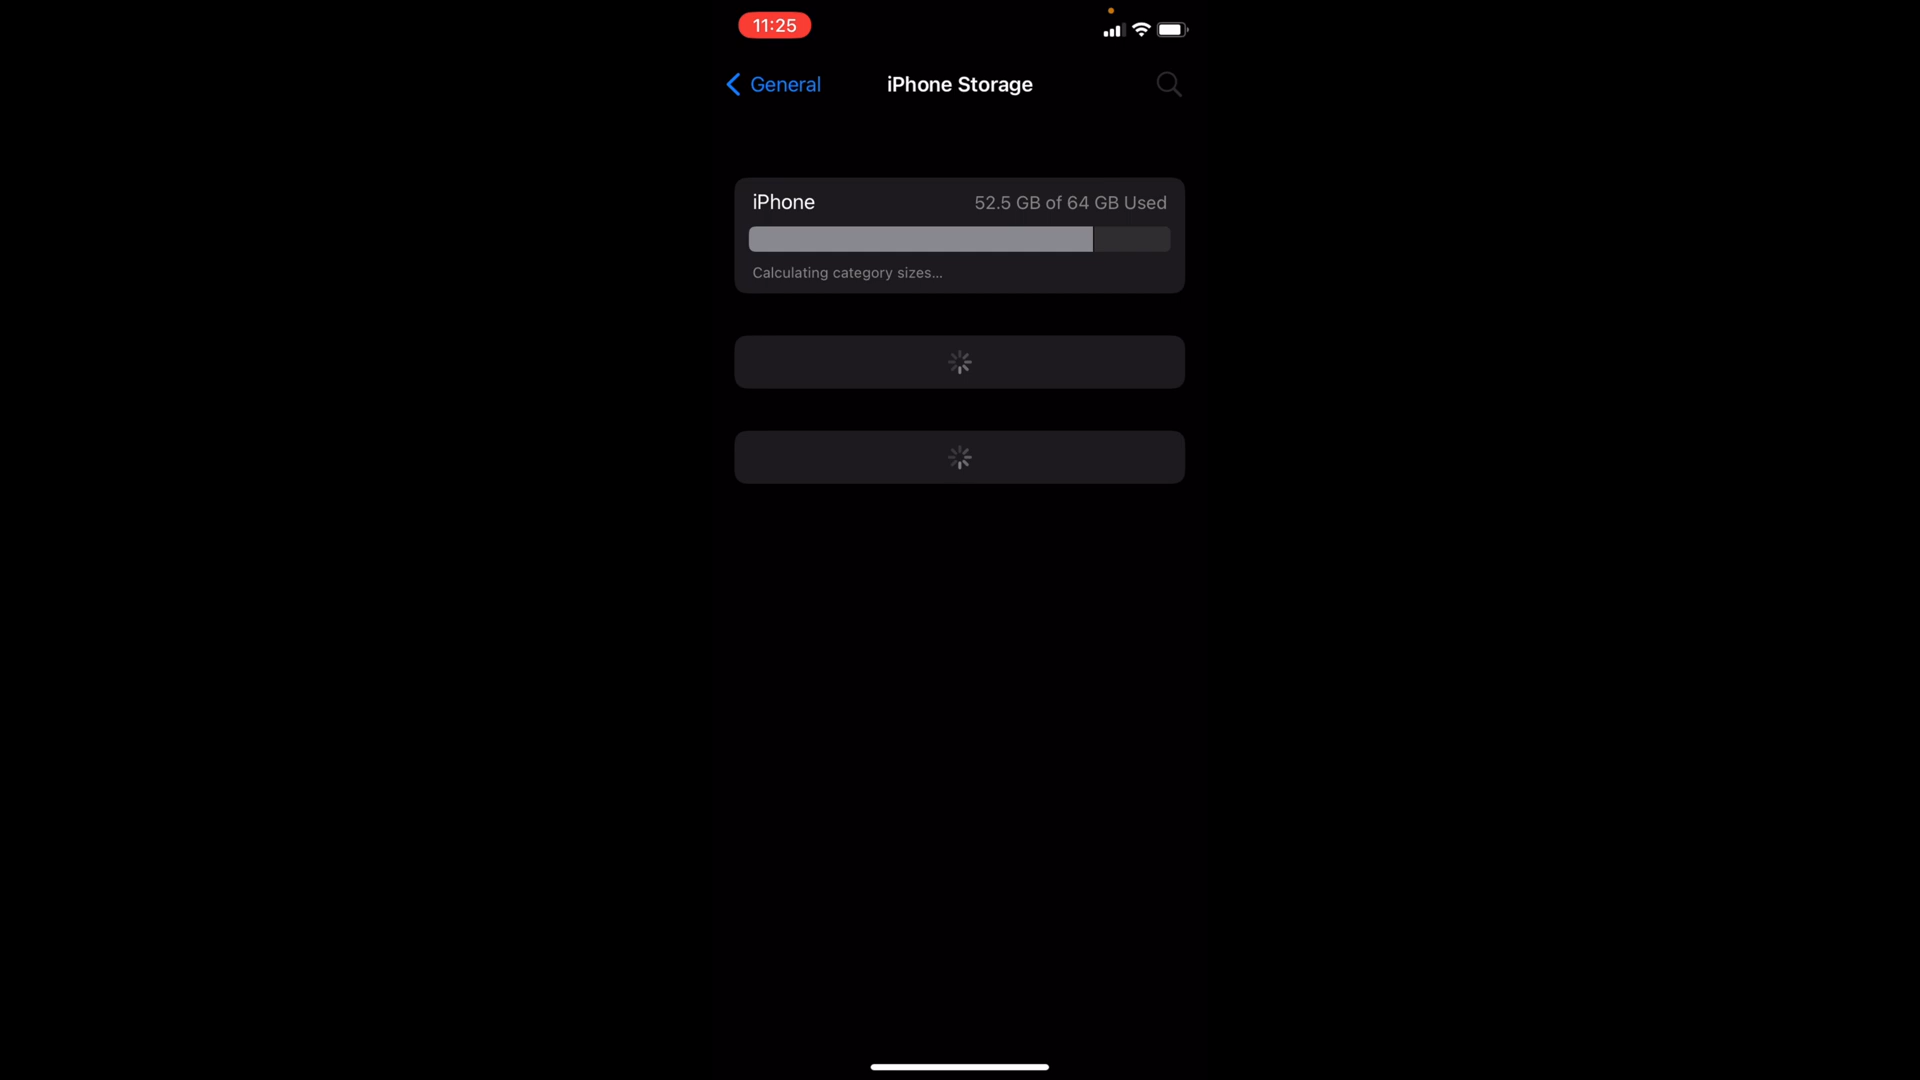 11:25
General
iPhone Storage
iPhone
52.5 GB of 64 GB Used
Calculating category sizes...